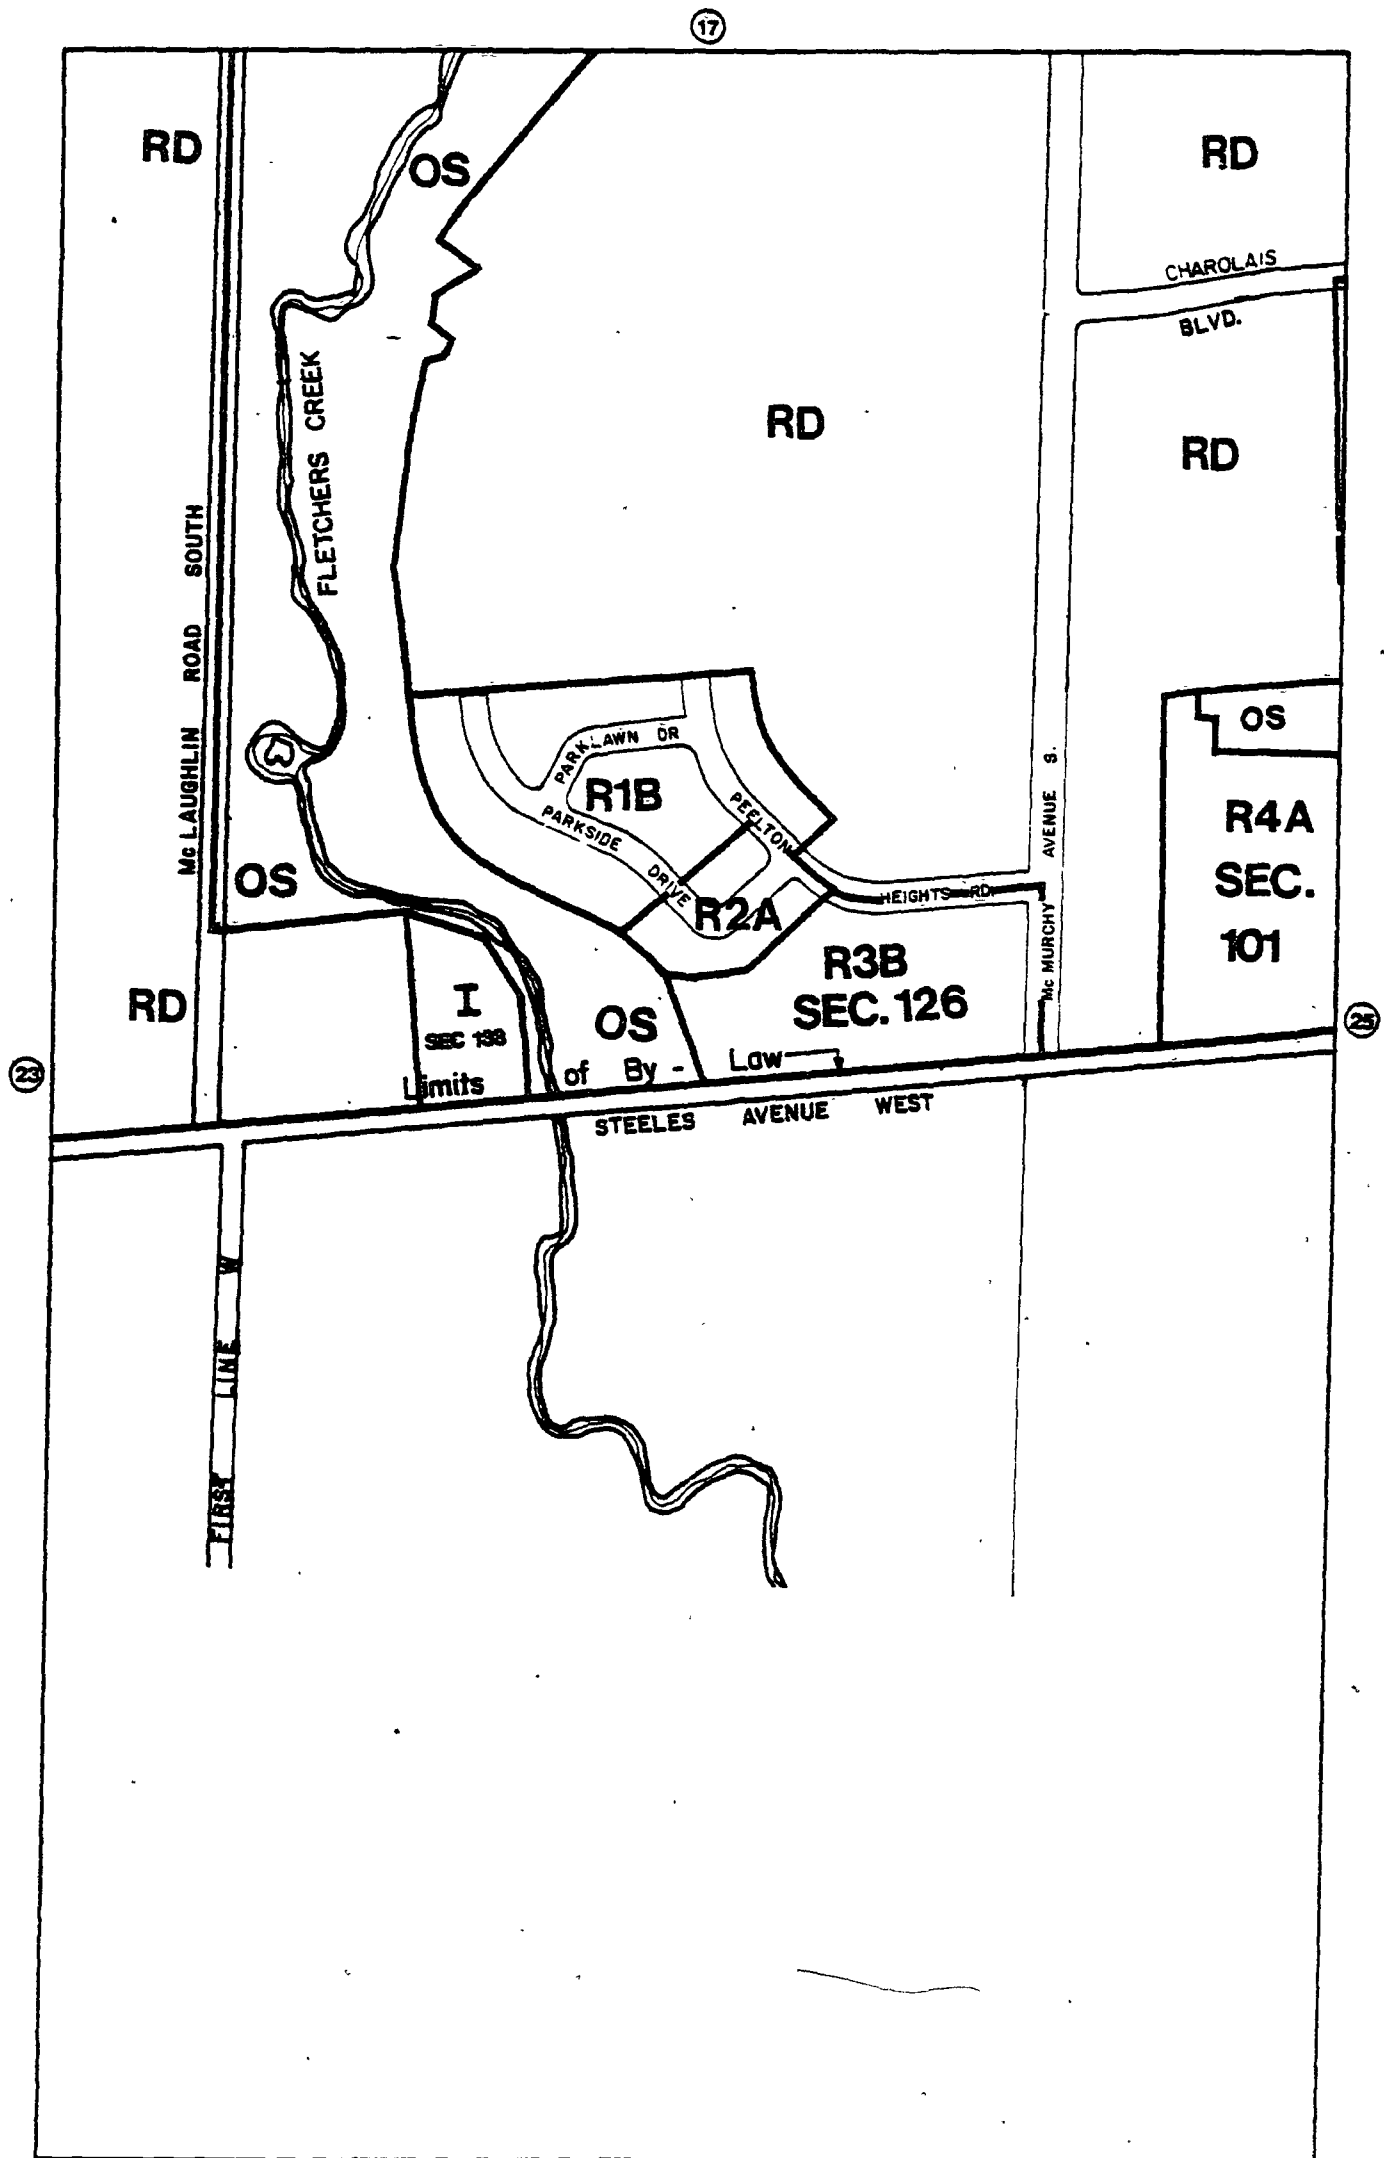 17
RD
OS
RD
CHAROLAIS
BLVD.
FLETCHERS CREEK
RD
RD
Mc LAUGHLIN ROAD SOUTH
OS
PARKLAWN DR
R1B
PEELTON
HEIGHTS RD
PARKSIDE DRIVE
R2A
Mc MURCHY AVENUE S.
R4A
SEC.
101
OS
RD
I
OS
R3B
SEC. 126
23
25
Limits of By - Law
STEELES AVENUE WEST
FIRST LINE W